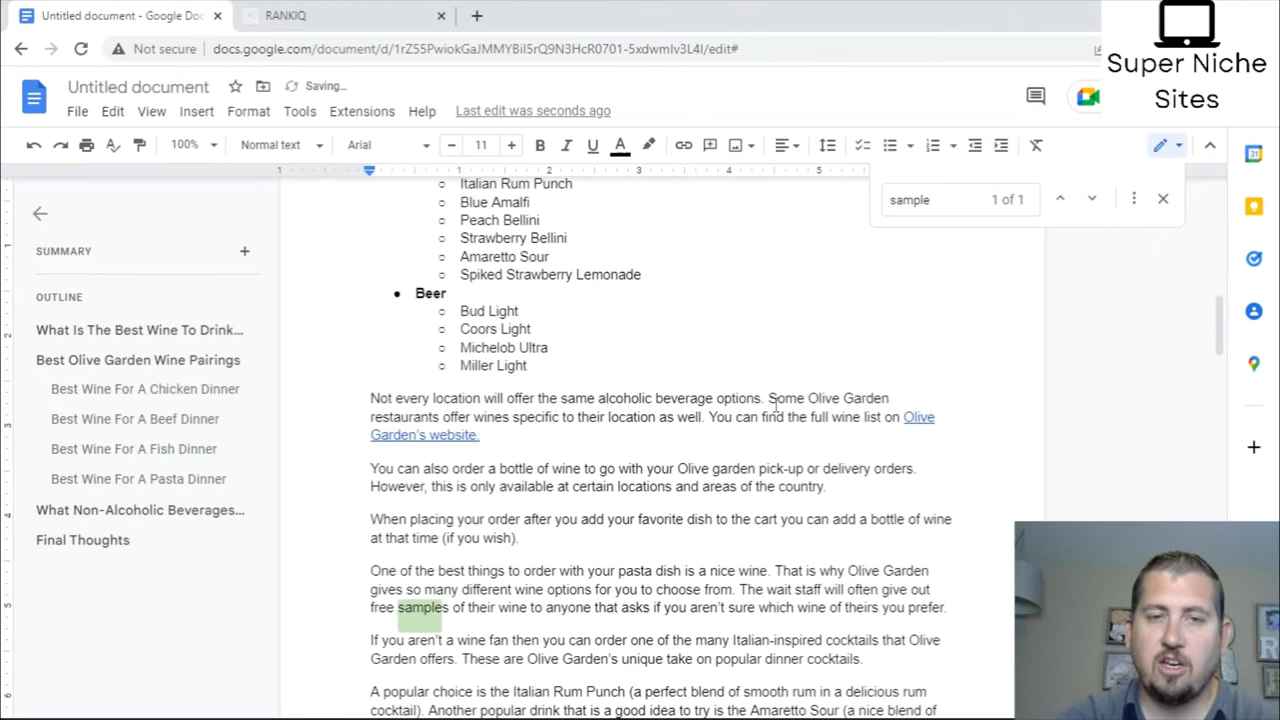 Untitled document - Google Doc
RANKIQ
Super Niche
Sites
Not secure
docs.google.com/document/d/1rZ55PwiokGaJMMYBiI5rQ9N3HcR0701-5xdwmIv3L4I/edit#
Untitled document
Saving...
File Edit View Insert Format Tools Extensions Help Last edit was seconds ago
100% Normal text Arial 11 B I U A
1 1 2 3 4 5
sample 1 of 1
SUMMARY
OUTLINE
What Is The Best Wine To Drink...
Best Olive Garden Wine Pairings
Best Wine For A Chicken Dinner
Best Wine For A Beef Dinner
Best Wine For A Fish Dinner
Best Wine For A Pasta Dinner
What Non-Alcoholic Beverages...
Final Thoughts
1
2
3
4
5
6
Italian Rum Punch
Blue Amalfi
Peach Bellini
Strawberry Bellini
Amaretto Sour
Spiked Strawberry Lemonade
Beer
Bud Light
Coors Light
Michelob Ultra
Miller Light
Not every location will offer the same alcoholic beverage options. Some Olive Garden
restaurants offer wines specific to their location as well. You can find the full wine list on Olive
Garden's website.
You can also order a bottle of wine to go with your Olive garden pick-up or delivery orders.
However, this is only available at certain locations and areas of the country.
When placing your order after you add your favorite dish to the cart you can add a bottle of wine
at that time (if you wish).
One of the best things to order with your pasta dish is a nice wine. That is why Olive Garden
gives so many different wine options for you to choose from. The wait staff will often give out
free samples of their wine to anyone that asks if you aren't sure which wine of theirs you prefer.
If you aren't a wine fan then you can order one of the many Italian-inspired cocktails that Olive
Garden offers. These are Olive Garden's unique take on popular dinner cocktails.
A popular choice is the Italian Rum Punch (a perfect blend of smooth rum in a delicious rum
cocktail). Another popular drink that is a good idea to try is the Amaretto Sour (a nice blend of
31